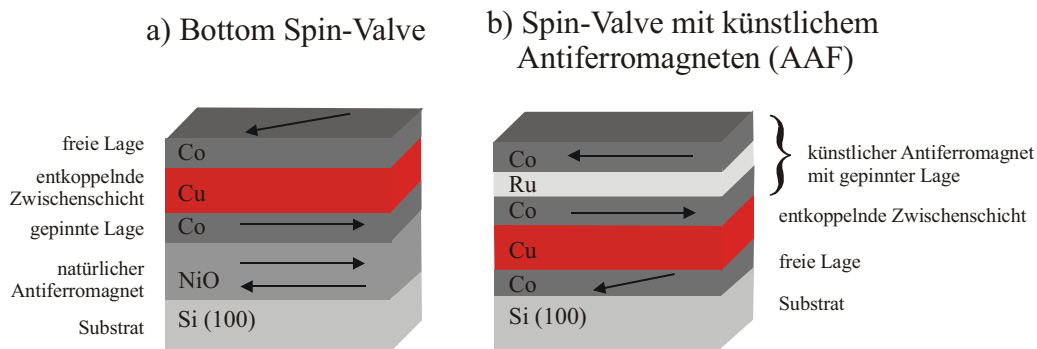 a) Bottom Spin-Valve
b) Spin-Valve mit künstlichem
Antiferromagneten (AAF)
freie Lage
entkoppelnde
Zwischenschicht
gepinnte Lage
natürlicher
Antiferromagnet
Substrat
Co
Cu
Co
NiO
Si (100)
Co
Ru
Co
Cu
Co
Si (100)
künstlicher Antiferromagnet
mit gepinnter Lage
entkoppelnde Zwischenschicht
freie Lage
Substrat